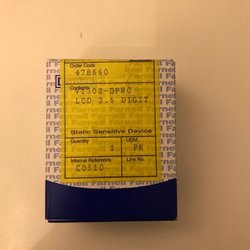 Order Code
478660
Contents
VI302-DPRC
LCD 3.5 DIGIT
Static Sensitive Device
Quantity
UOM
1
PK
Internal Reference
Line No.
C0510
Farnell